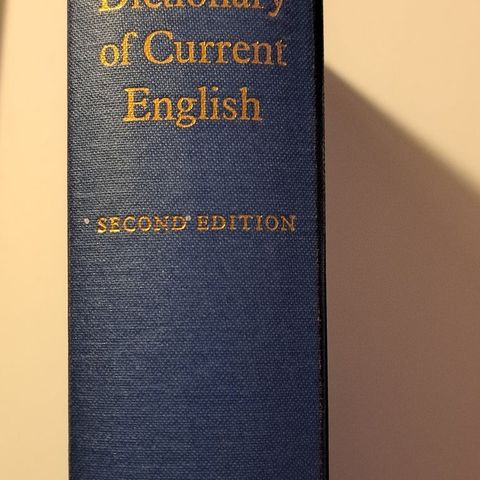 Dictionary
of Current
English
SECOND EDITION